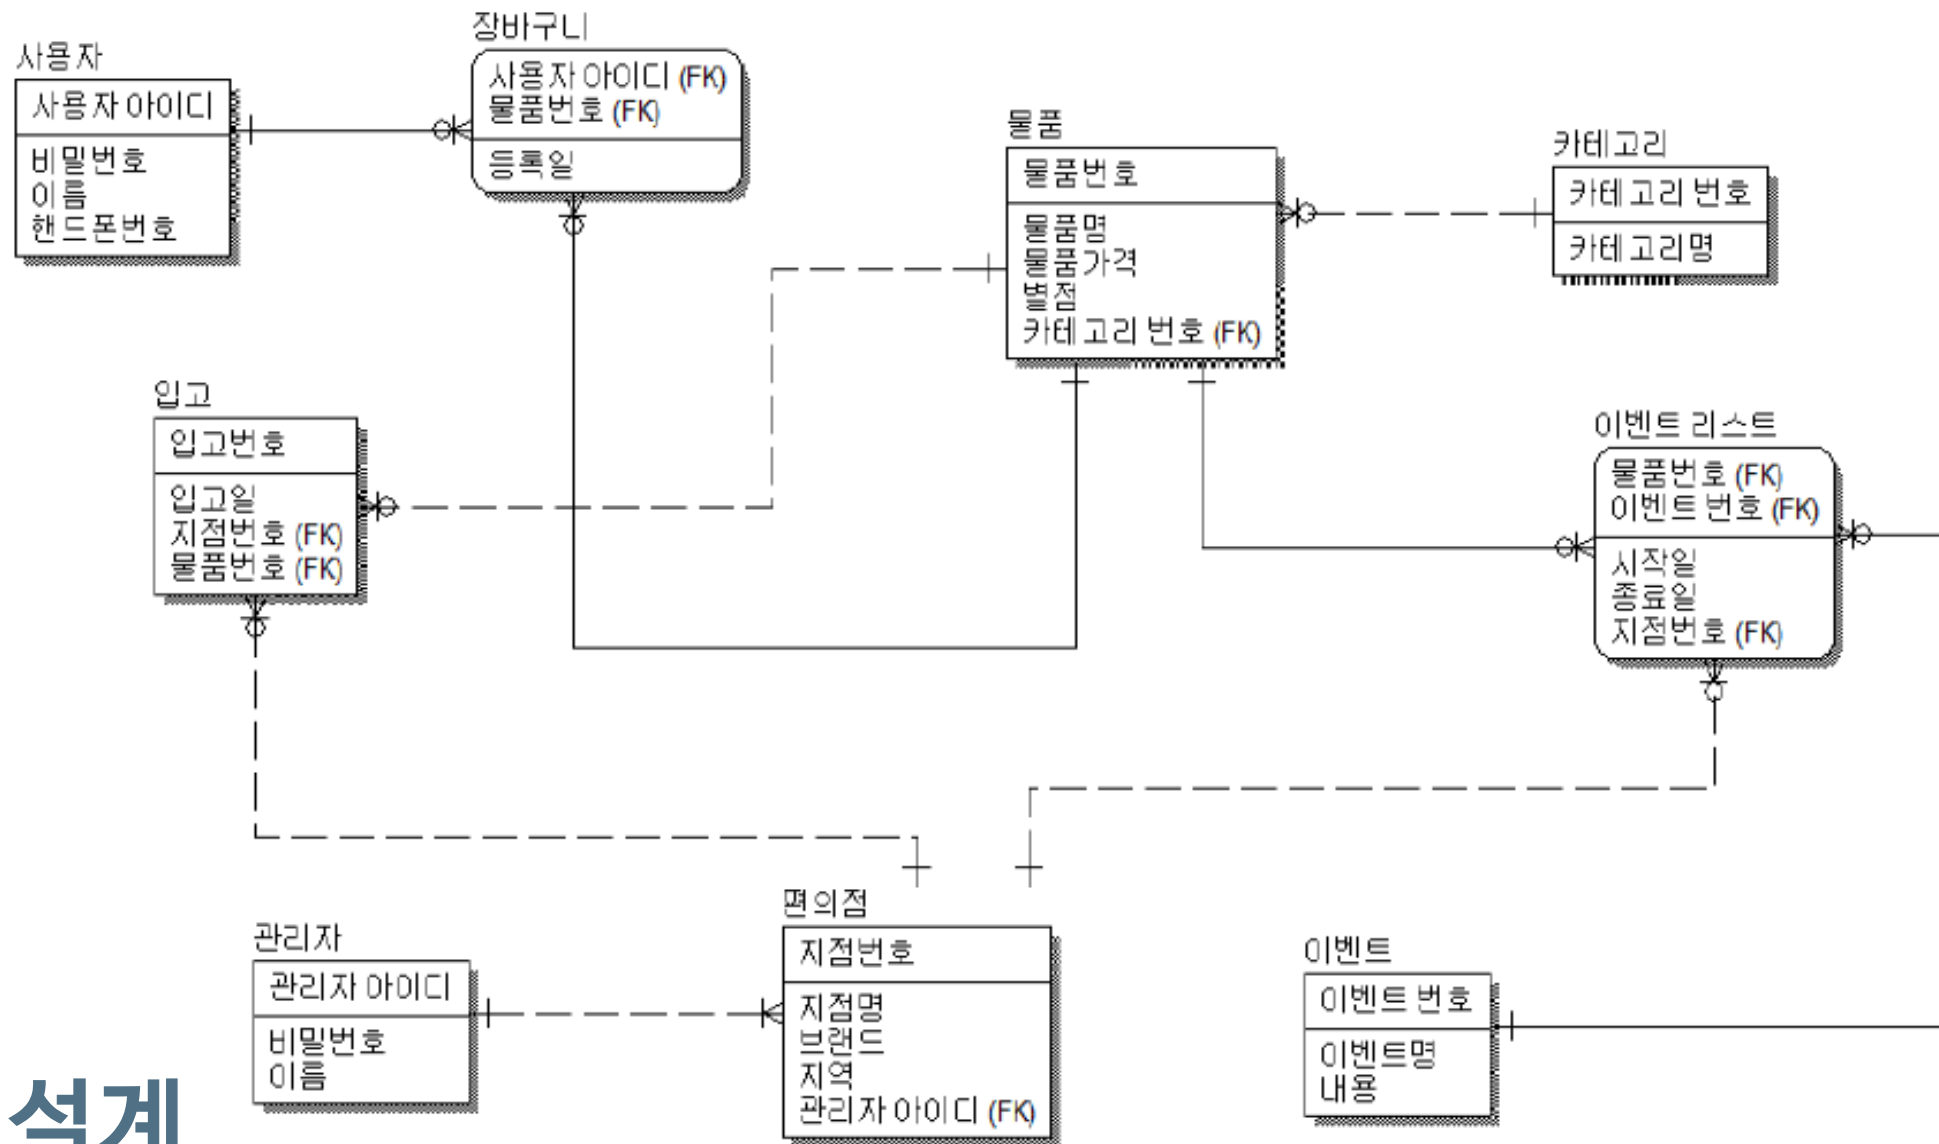 사용자
사용자 아이디
비밀번호
이름
핸드폰번호
장바구니
사용자 아이디 (FK)
물품번호 (FK)
등록일
물품
물품번호
물품명
물품가격
별점
카테고리 번호 (FK)
카테고리
카테고리 번호
카테고리명
입고
입고번호
입고일
지점번호 (FK)
물품번호 (FK)
이벤트 리스트
물품번호 (FK)
이벤트 번호 (FK)
시작일
종료일
지점번호 (FK)
관리자
관리자 아이디
비밀번호
이름
편의점
지점번호
지점명
브랜드
지역
관리자 아이디 (FK)
이벤트
이벤트 번호
이벤트명
내용